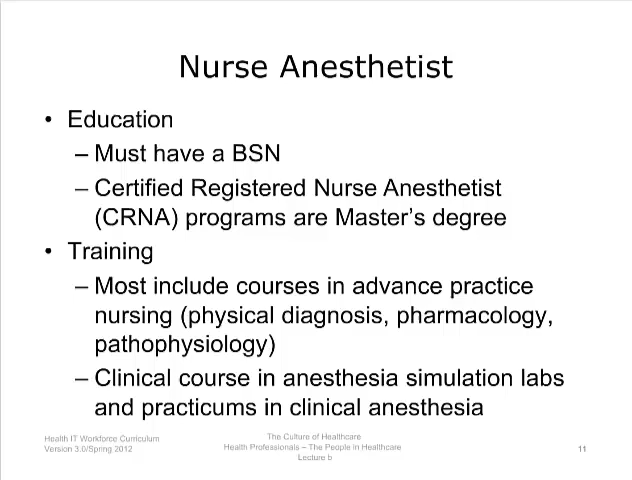 Nurse Anesthetist
• Education
– Must have a BSN
– Certified Registered Nurse Anesthetist
(CRNA) programs are Master's degree
• Training
– Most include courses in advance practice
nursing (physical diagnosis, pharmacology,
pathophysiology)
– Clinical course in anesthesia simulation labs
and practicums in clinical anesthesia
Health IT Workforce Curriculum
Version 3.0/Spring 2012
The Culture of Healthcare
Health Professionals – The People in Healthcare
Lecture b
11